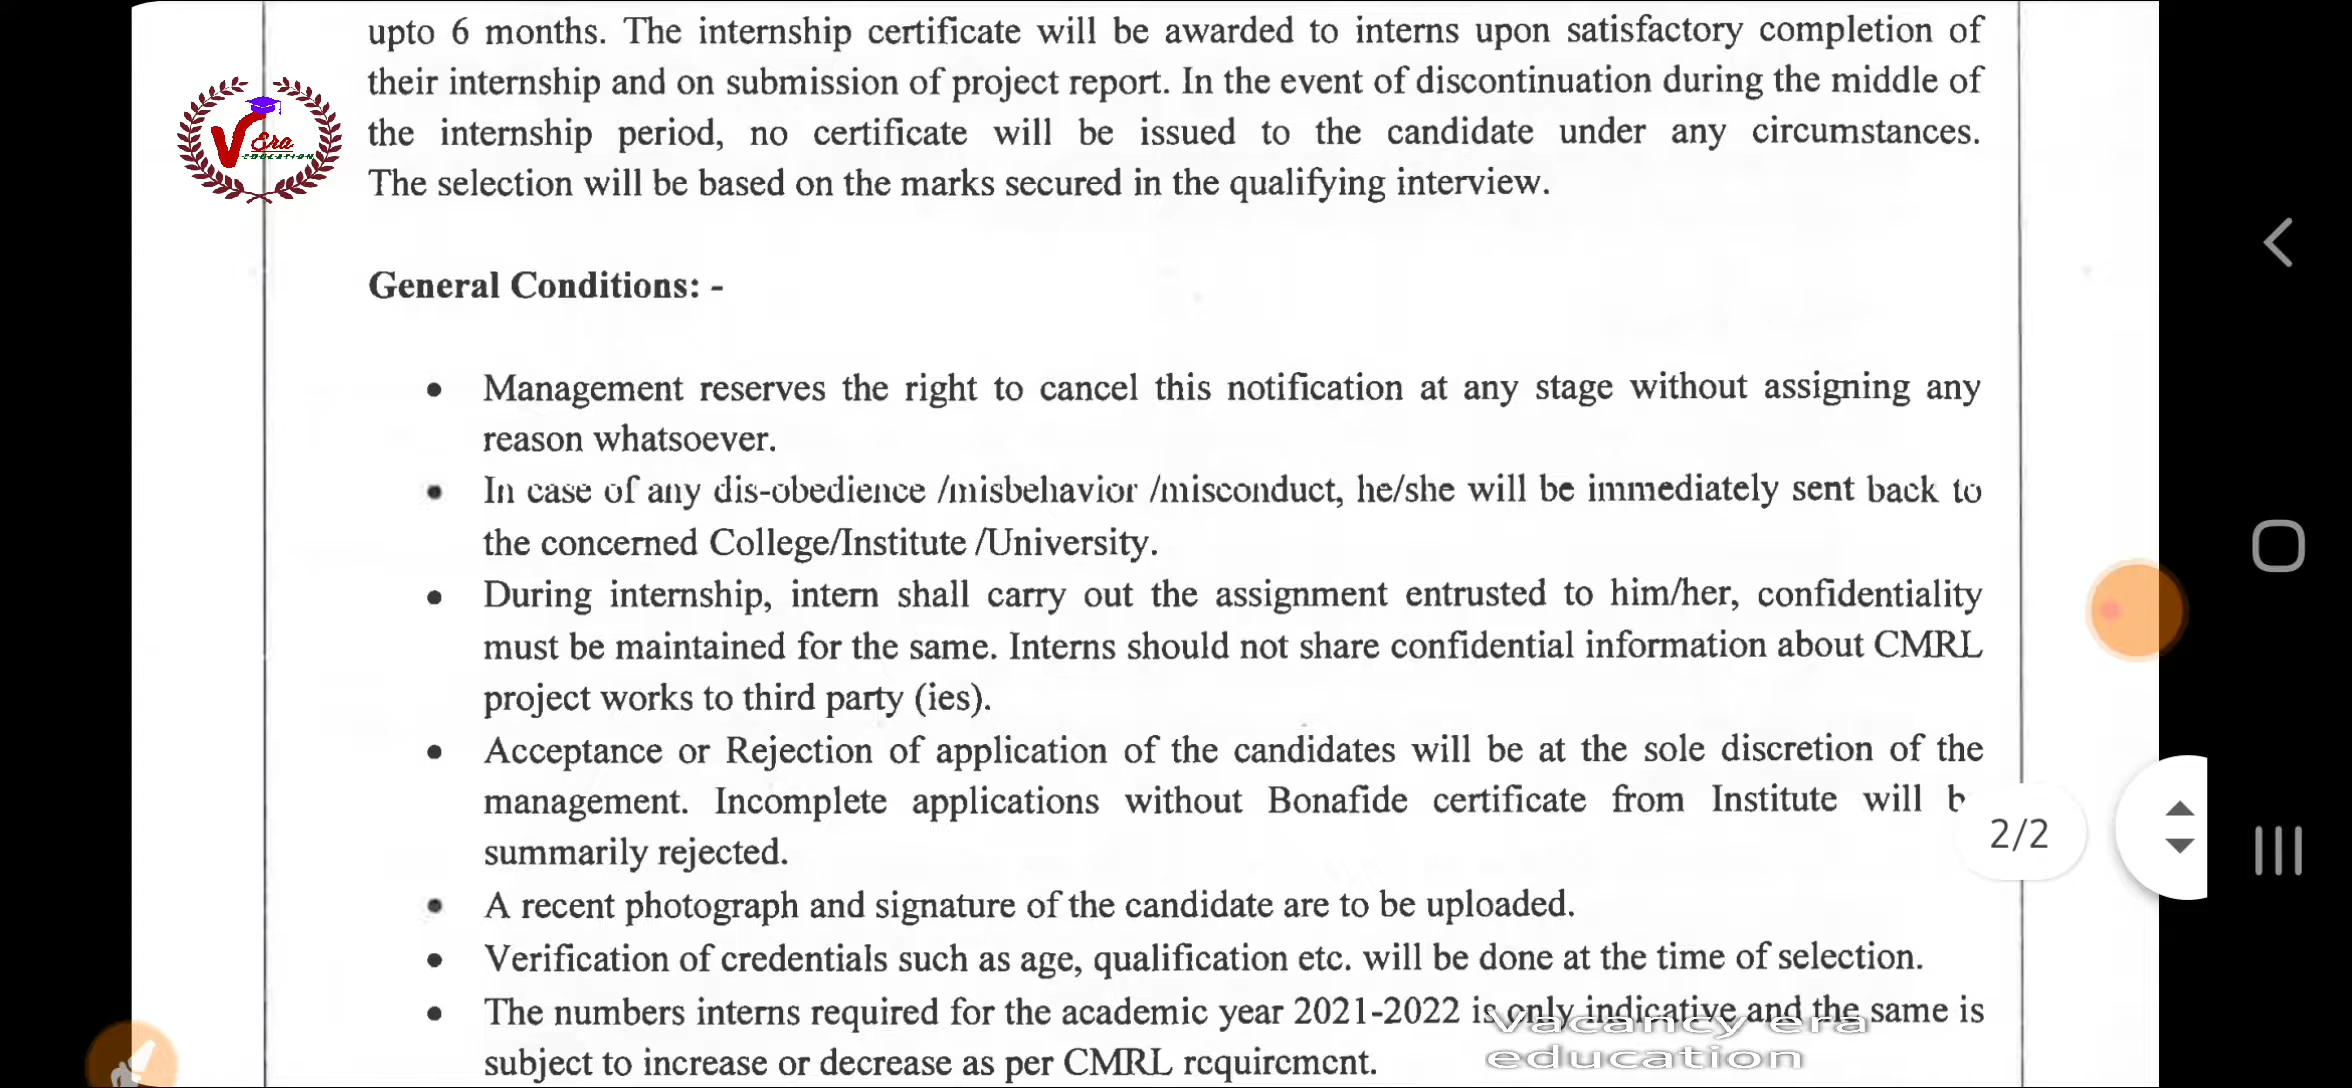 upto 6 months. The internship certificate will be awarded to interns upon satisfactory completion of
their internship and on submission of project report. In the event of discontinuation during the middle of
the internship period, no certificate will be issued to the candidate under any circumstances.
The selection will be based on the marks secured in the qualifying interview.
V Era
EDUCATION
General Conditions: -
• Management reserves the right to cancel this notification at any stage without assigning any
reason whatsoever.
• In case of any dis-obedience /misbehavior /misconduct, he/she will be immediately sent back to
the concerned College/Institute /University.
• During internship, intern shall carry out the assignment entrusted to him/her, confidentiality
must be maintained for the same. Interns should not share confidential information about CMRL
project works to third party (ies).
• Acceptance or Rejection of application of the candidates will be at the sole discretion of the
management. Incomplete applications without Bonafide certificate from Institute will b
summarily rejected.
2/2
• A recent photograph and signature of the candidate are to be uploaded.
• Verification of credentials such as age, qualification etc. will be done at the time of selection.
• The numbers interns required for the academic year 2021-2022 is only indicative and the same is
subject to increase or decrease as per CMRL requirement.
vacancy era
education